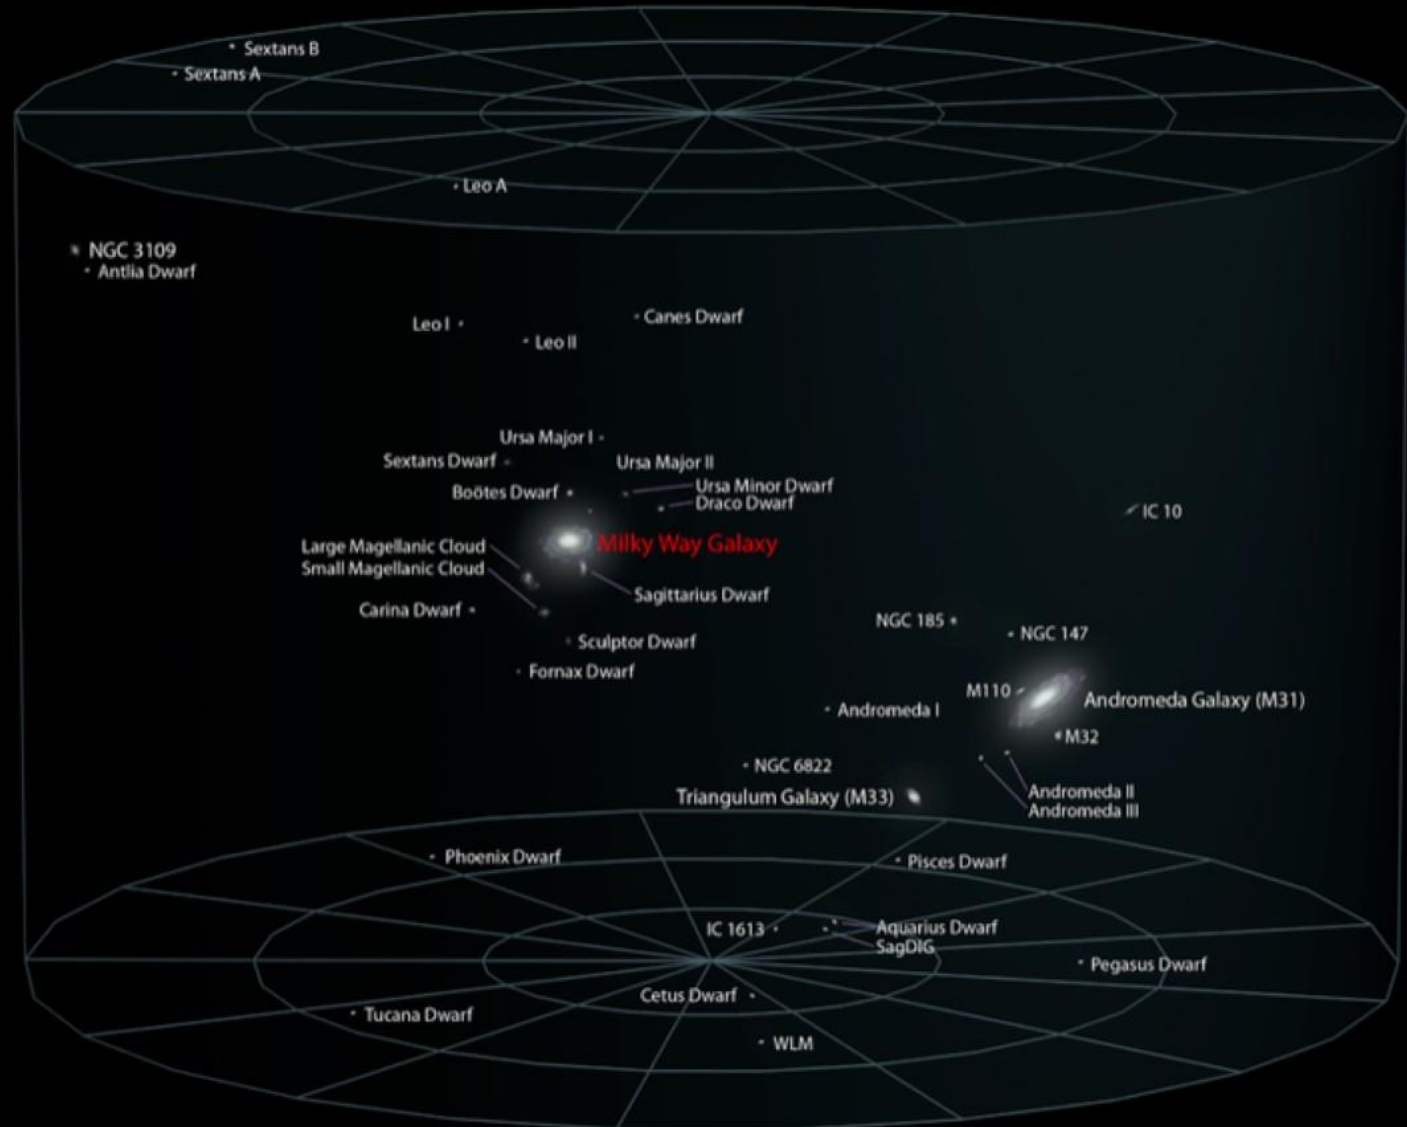 Sextans B
Sextans A
Leo A
NGC 3109
Antlia Dwarf
Leo I
Canes Dwarf
Leo II
Ursa Major I
Sextans Dwarf
Ursa Major II
Ursa Minor Dwarf
Boötes Dwarf
Draco Dwarf
IC 10
Milky Way Galaxy
Large Magellanic Cloud
Small Magellanic Cloud
Sagittarius Dwarf
Carina Dwarf
NGC 185
NGC 147
Sculptor Dwarf
Fornax Dwarf
M110
Andromeda Galaxy (M31)
Andromeda I
M32
NGC 6822
Andromeda II
Triangulum Galaxy (M33)
Andromeda III
Phoenix Dwarf
Pisces Dwarf
IC 1613
Aquarius Dwarf
SagDIG
Pegasus Dwarf
Cetus Dwarf
Tucana Dwarf
WLM